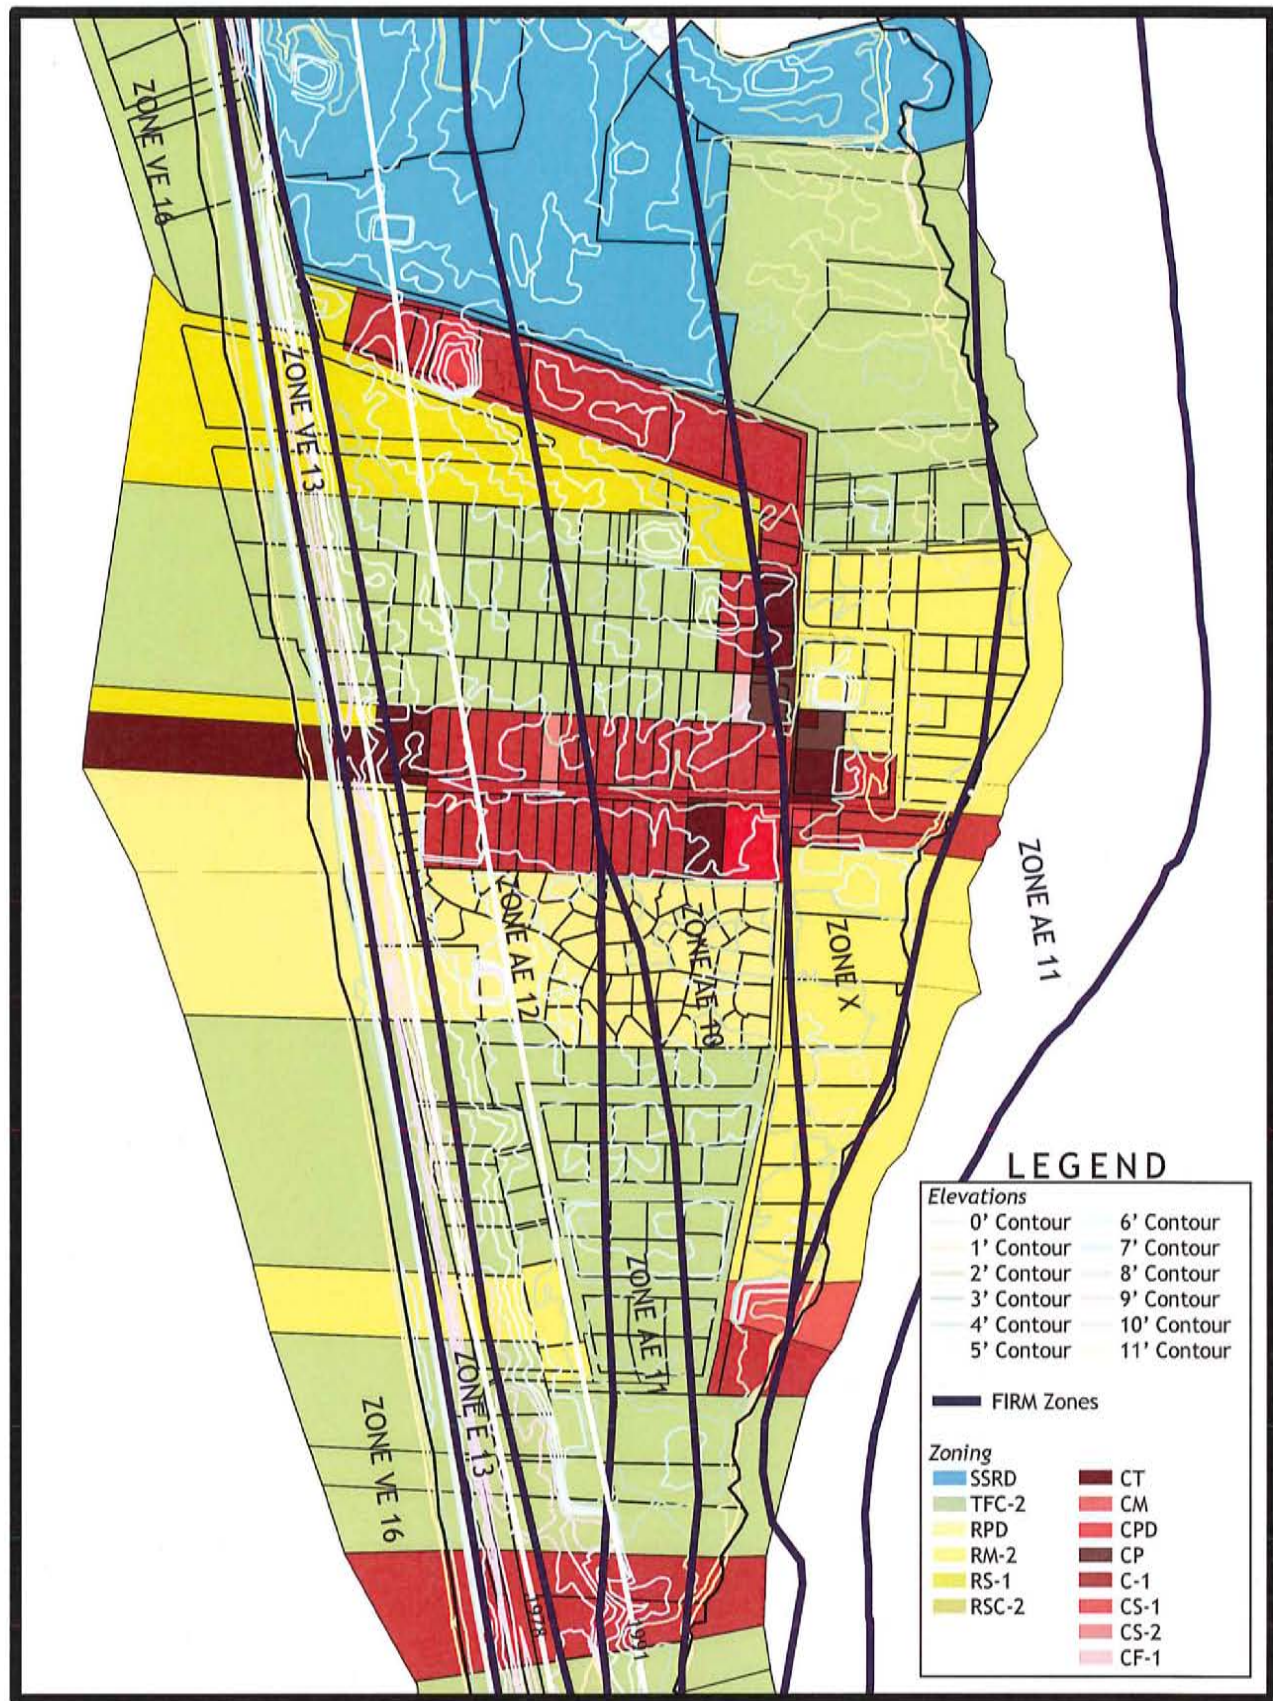 ZONE VE 16
ZONE VE 13
ZONE AE 11
ZONE AE 12
ZONE AE 10
ZONE X
ZONE AE 11
ZONE E 13
ZONE VE 16
1978
1991
LEGEND
Elevations
0' Contour
1' Contour
2' Contour
3' Contour
4' Contour
5' Contour
6' Contour
7' Contour
8' Contour
9' Contour
10' Contour
11' Contour
FIRM Zones
Zoning
SSRD
TFC-2
RPD
RM-2
RS-1
RSC-2
CT
CM
CPD
CP
C-1
CS-1
CS-2
CF-1